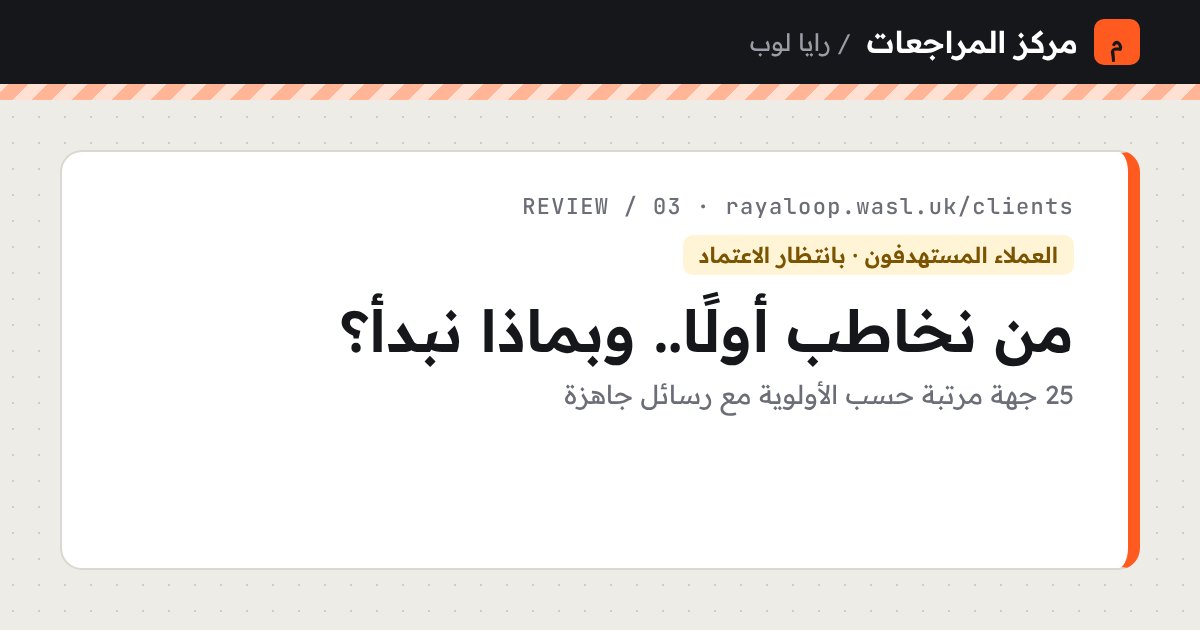 م
مركز المراجعات / رايا لوب
REVIEW / 03 · rayaloop.wasl.uk/clients
العملاء المستهدفون · بانتظار الاعتماد
من نخاطب أولًا.. وبماذا نبدأ؟
25 جهة مرتبة حسب الأولوية مع رسائل جاهزة